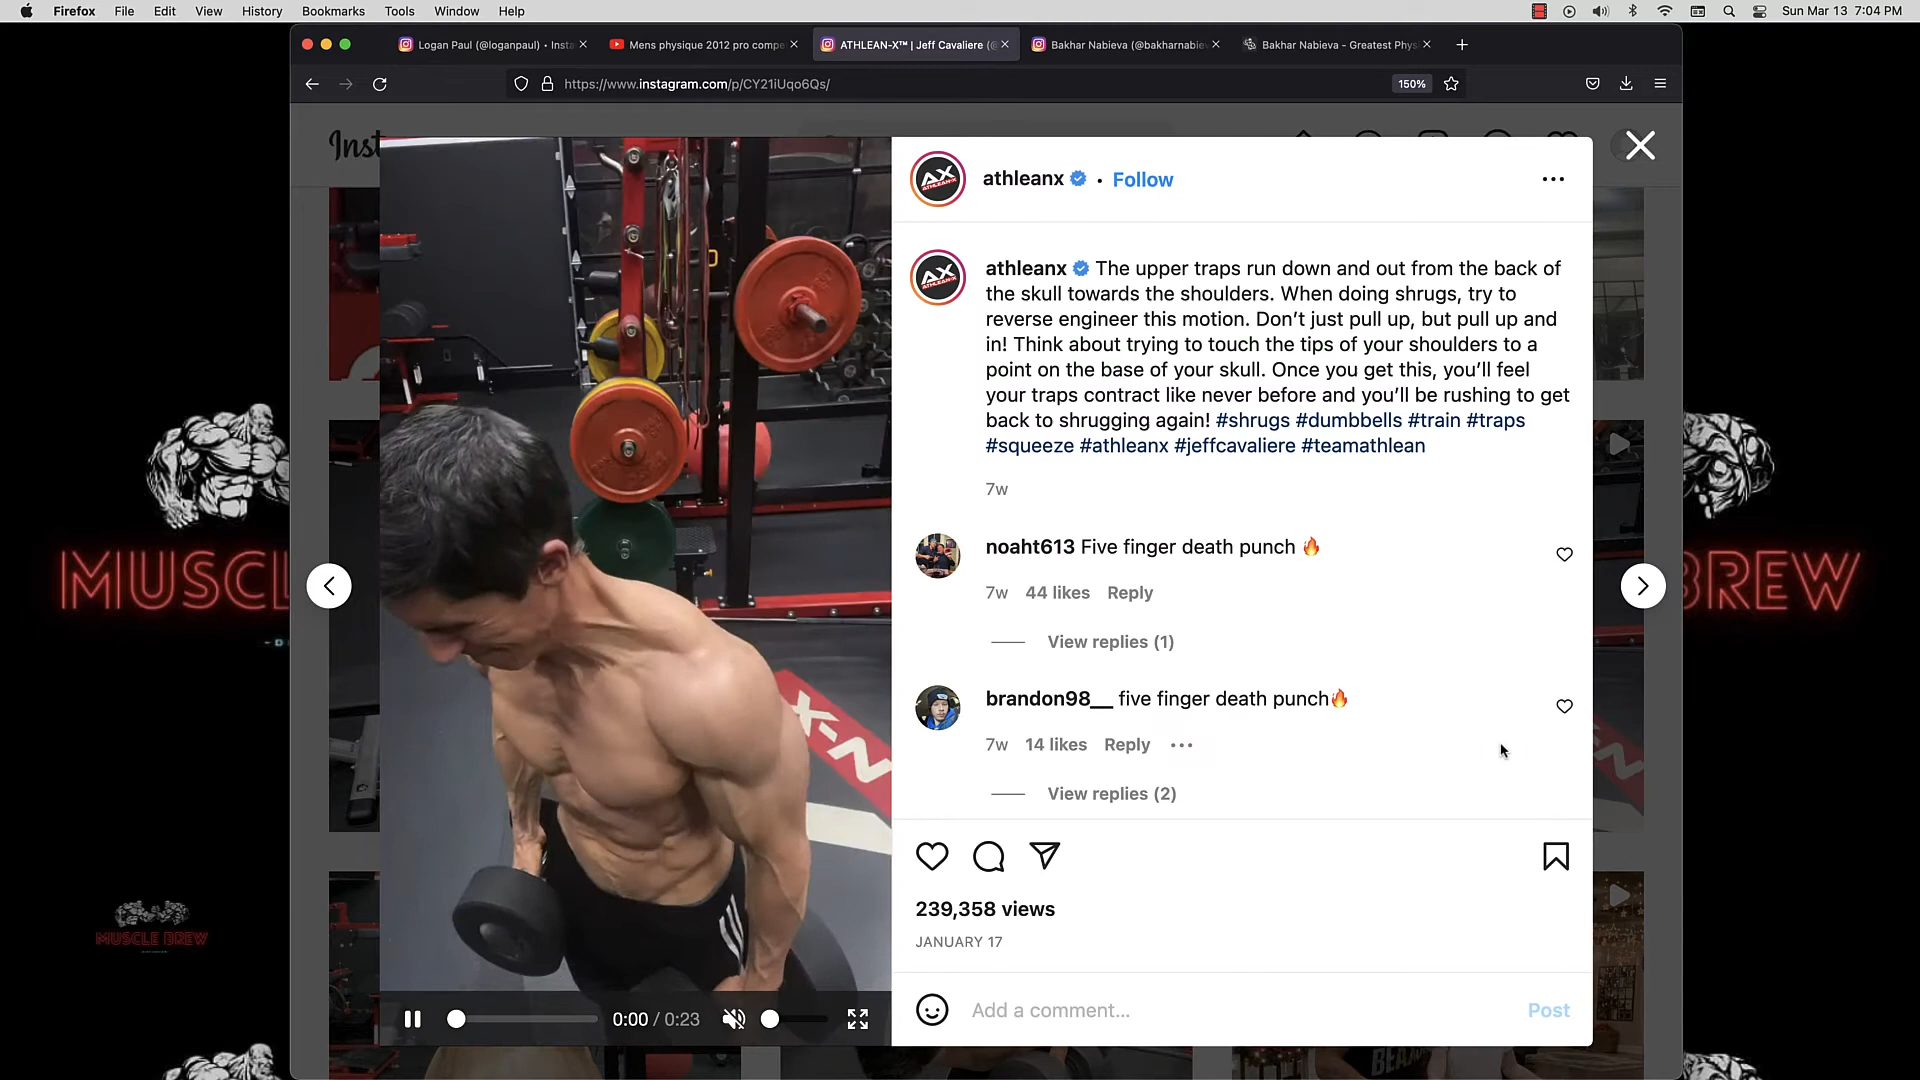 Firefox File Edit View History Bookmarks Tools Window Help Sun Mar 13 7:04 PM
Logan Paul (@loganpaul) • Insta Mens physique 2012 pro compe ATHLEAN-X™ | Jeff Cavaliere (@ Bakhar Nabieva (@bakharnabiev Bakhar Nabieva - Greatest Physi
https://www.instagram.com/p/CY21iUqo6Qs/ 150%
Inst
athleanx • Follow
athleanx The upper traps run down and out from the back of
the skull towards the shoulders. When doing shrugs, try to
reverse engineer this motion. Don’t just pull up, but pull up and
in! Think about trying to touch the tips of your shoulders to a
point on the base of your skull. Once you get this, you’ll feel
your traps contract like never before and you’ll be rushing to get
back to shrugging again! #shrugs #dumbbells #train #traps
#squeeze #athleanx #jeffcavaliere #teamathlean
7w
noaht613 Five finger death punch 🔥
7w 44 likes Reply
View replies (1)
brandon98__ five finger death punch🔥
7w 14 likes Reply
View replies (2)
239,358 views
JANUARY 17
Add a comment... Post
0:00 / 0:23
AX
ATHLEAN-X
AX
ATHLEAN-X
X-N
MUSCL
BREW
- D
MUSCLE BREW
BEA